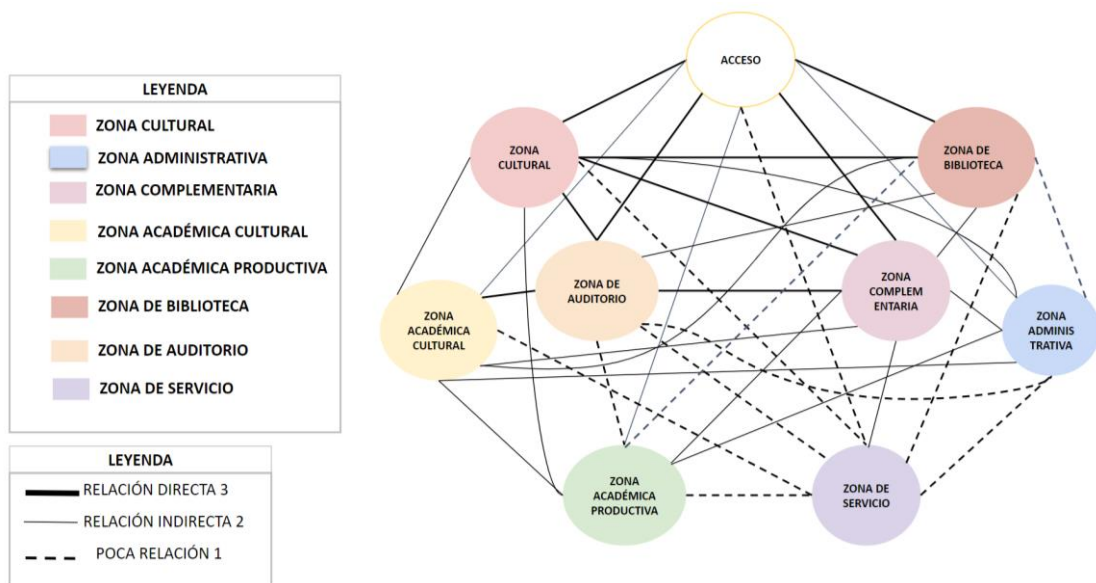 LEYENDA
ZONA CULTURAL
ZONA ADMINISTRATIVA
ZONA COMPLEMENTARIA
ZONA ACADÉMICA CULTURAL
ZONA ACADÉMICA PRODUCTIVA
ZONA DE BIBLIOTECA
ZONA DE AUDITORIO
ZONA DE SERVICIO
LEYENDA
RELACIÓN DIRECTA 3
RELACIÓN INDIRECTA 2
POCA RELACIÓN 1
ACCESO
ZONA
CULTURAL
ZONA DE
BIBLIOTECA
ZONA
ACADÉMICA
CULTURAL
ZONA DE
AUDITORIO
ZONA
COMPLEM
ENTARIA
ZONA
ADMINIS
TRATIVA
ZONA
ACADÉMICA
PRODUCTIVA
ZONA DE
SERVICIO